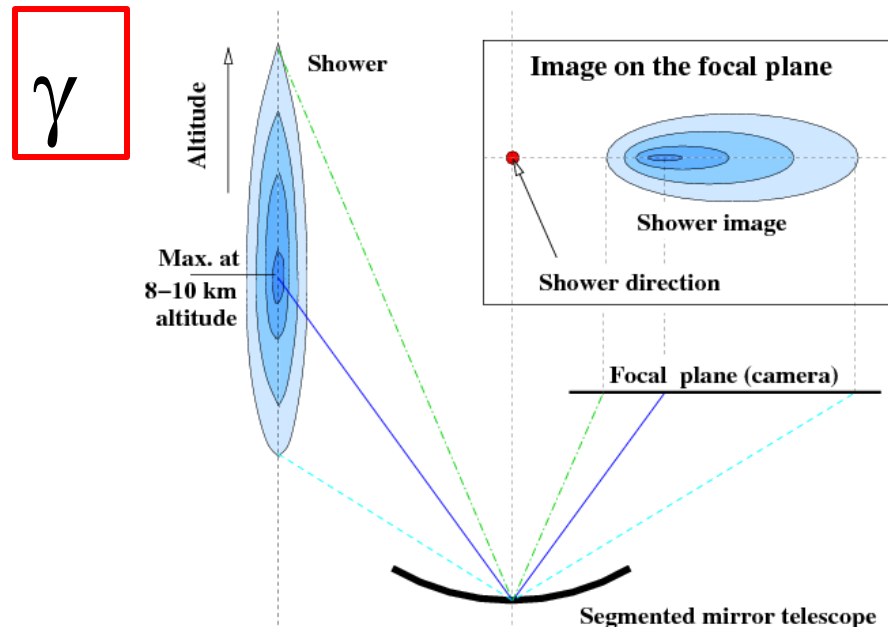 γ
Altitude
Shower
Max. at
8−10 km
altitude
Image on the focal plane
Shower image
Shower direction
Focal plane (camera)
Segmented mirror telescope